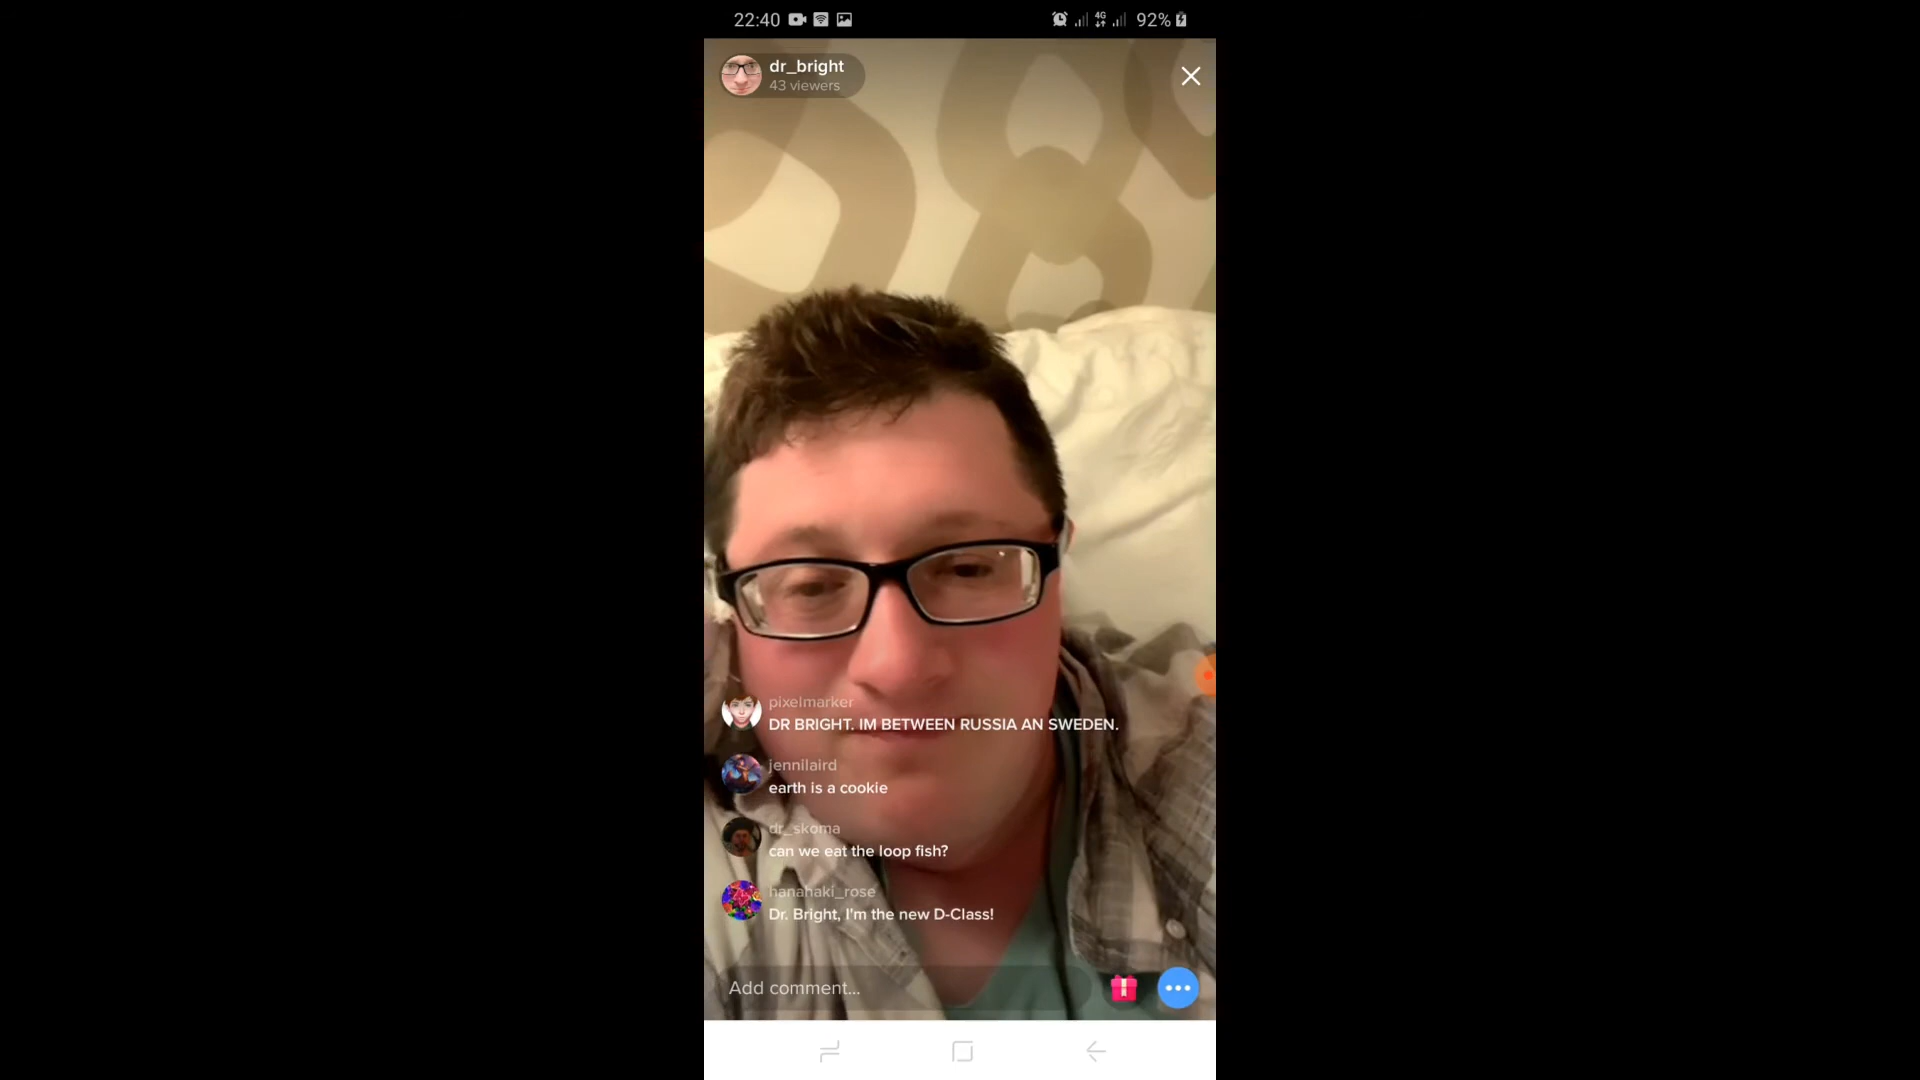 22:40
4G
92%
dr_bright
43 viewers
pixelmarker
DR BRIGHT. IM BETWEEN RUSSIA AN SWEDEN.
jennilaird
earth is a cookie
dr_skoma
can we eat the loop fish?
hanahaki_rose
Dr. Bright, I'm the new D-Class!
Add comment...